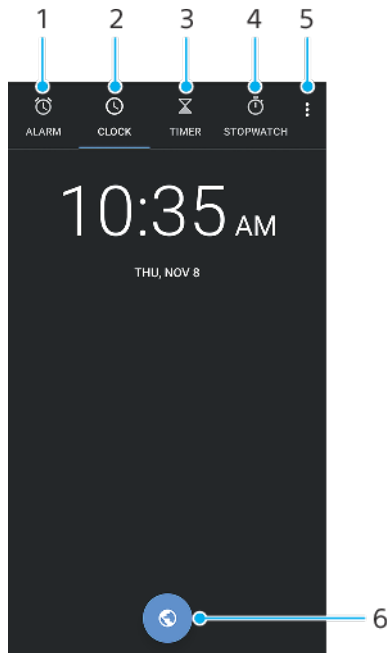 1 2 3 4 5
ALARM CLOCK TIMER STOPWATCH
10:35 AM
THU, NOV 8
6